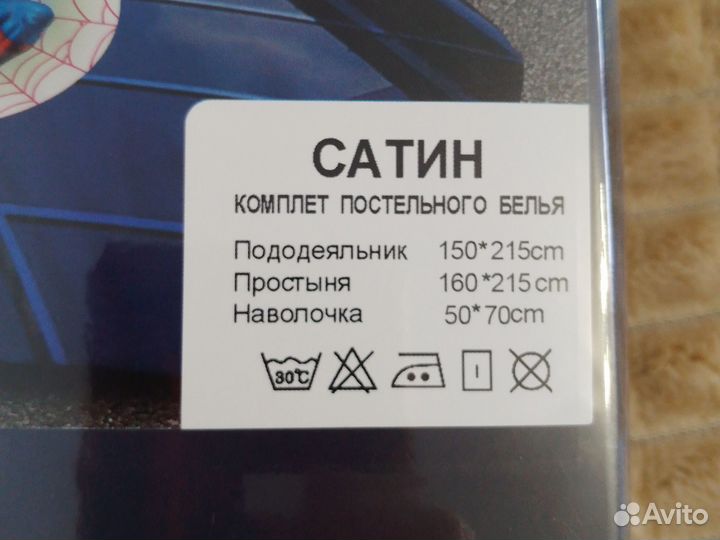 САТИН
КОМПЛЕТ ПОСТЕЛЬНОГО БЕЛЬЯ
Пододеяльник 150*215cm
Простыня 160*215cm
Наволочка 50*70cm
30°C
Avito